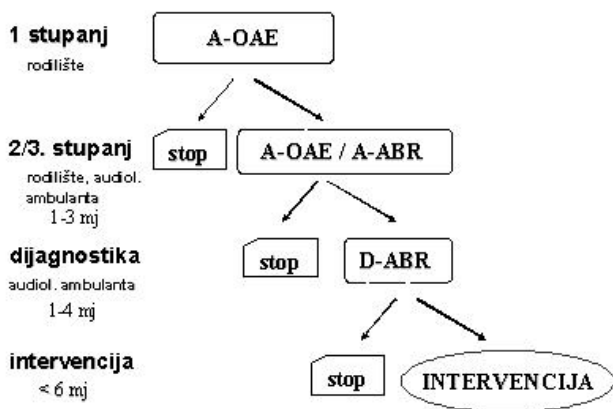 1 stupanj
rodilište
A-OAE
2/3. stupanj
rodilište, audiol.
ambulanta
1-3 mj
stop
A-OAE / A-ABR
dijagnostika
audiol. ambulanta
1-4 mj
stop
D-ABR
intervencija
< 6 mj
stop
INTERVENCIJA